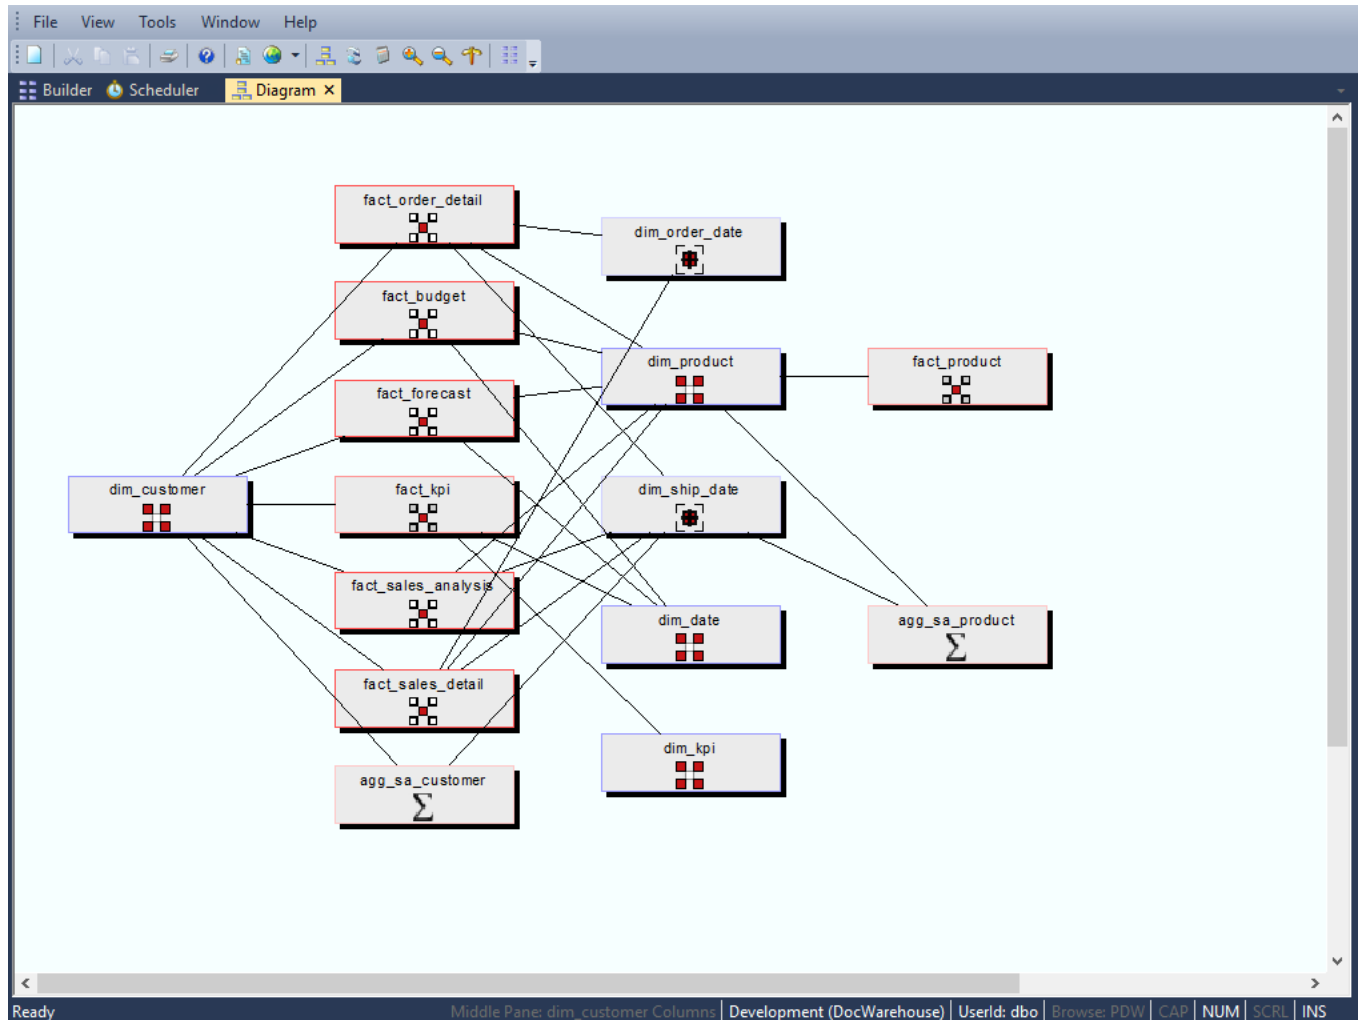 File View Tools Window Help
Builder Scheduler Diagram
fact_order_detail
dim_order_date
fact_budget
dim_product
fact_product
fact_forecast
dim_customer
fact_kpi
dim_ship_date
fact_sales_analysis
dim_date
agg_sa_product
fact_sales_detail
dim_kpi
agg_sa_customer
Ready Middle Pane: dim_customer Columns Development (DocWarehouse) UserId: dbo Browse: PDW CAP NUM SCRL INS